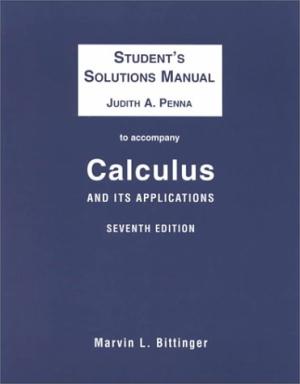 STUDENT'S
SOLUTIONS MANUAL
JUDITH A. PENNA
to accompany
Calculus
AND ITS APPLICATIONS
SEVENTH EDITION
Marvin L. Bittinger